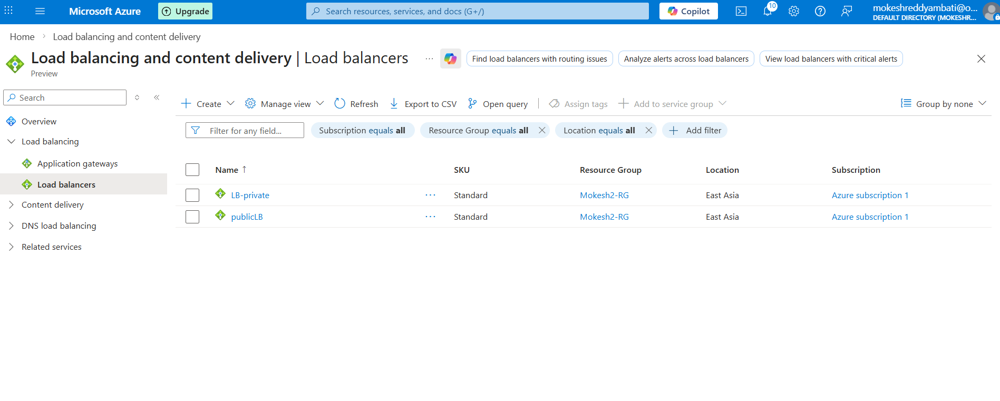 Microsoft Azure
Upgrade
Search resources, services, and docs (G+/)
Copilot
10
mokeshreddyambati@o...
DEFAULT DIRECTORY (MOKESHR...
Home
Load balancing and content delivery
Load balancing and content delivery | Load balancers
...
Find load balancers with routing issues
Analyze alerts across load balancers
View load balancers with critical alerts
Preview
Search
Create
Manage view
Refresh
Export to CSV
Open query
Assign tags
Add to service group
Group by none
Overview
Load balancing
Application gateways
Load balancers
Content delivery
DNS load balancing
Related services
Filter for any field...
Subscription equals all
Resource Group equals all
Location equals all
Add filter
Name ↑ SKU Resource Group Location Subscription
LB-private ... Standard Mokesh2-RG East Asia Azure subscription 1
publicLB ... Standard Mokesh2-RG East Asia Azure subscription 1